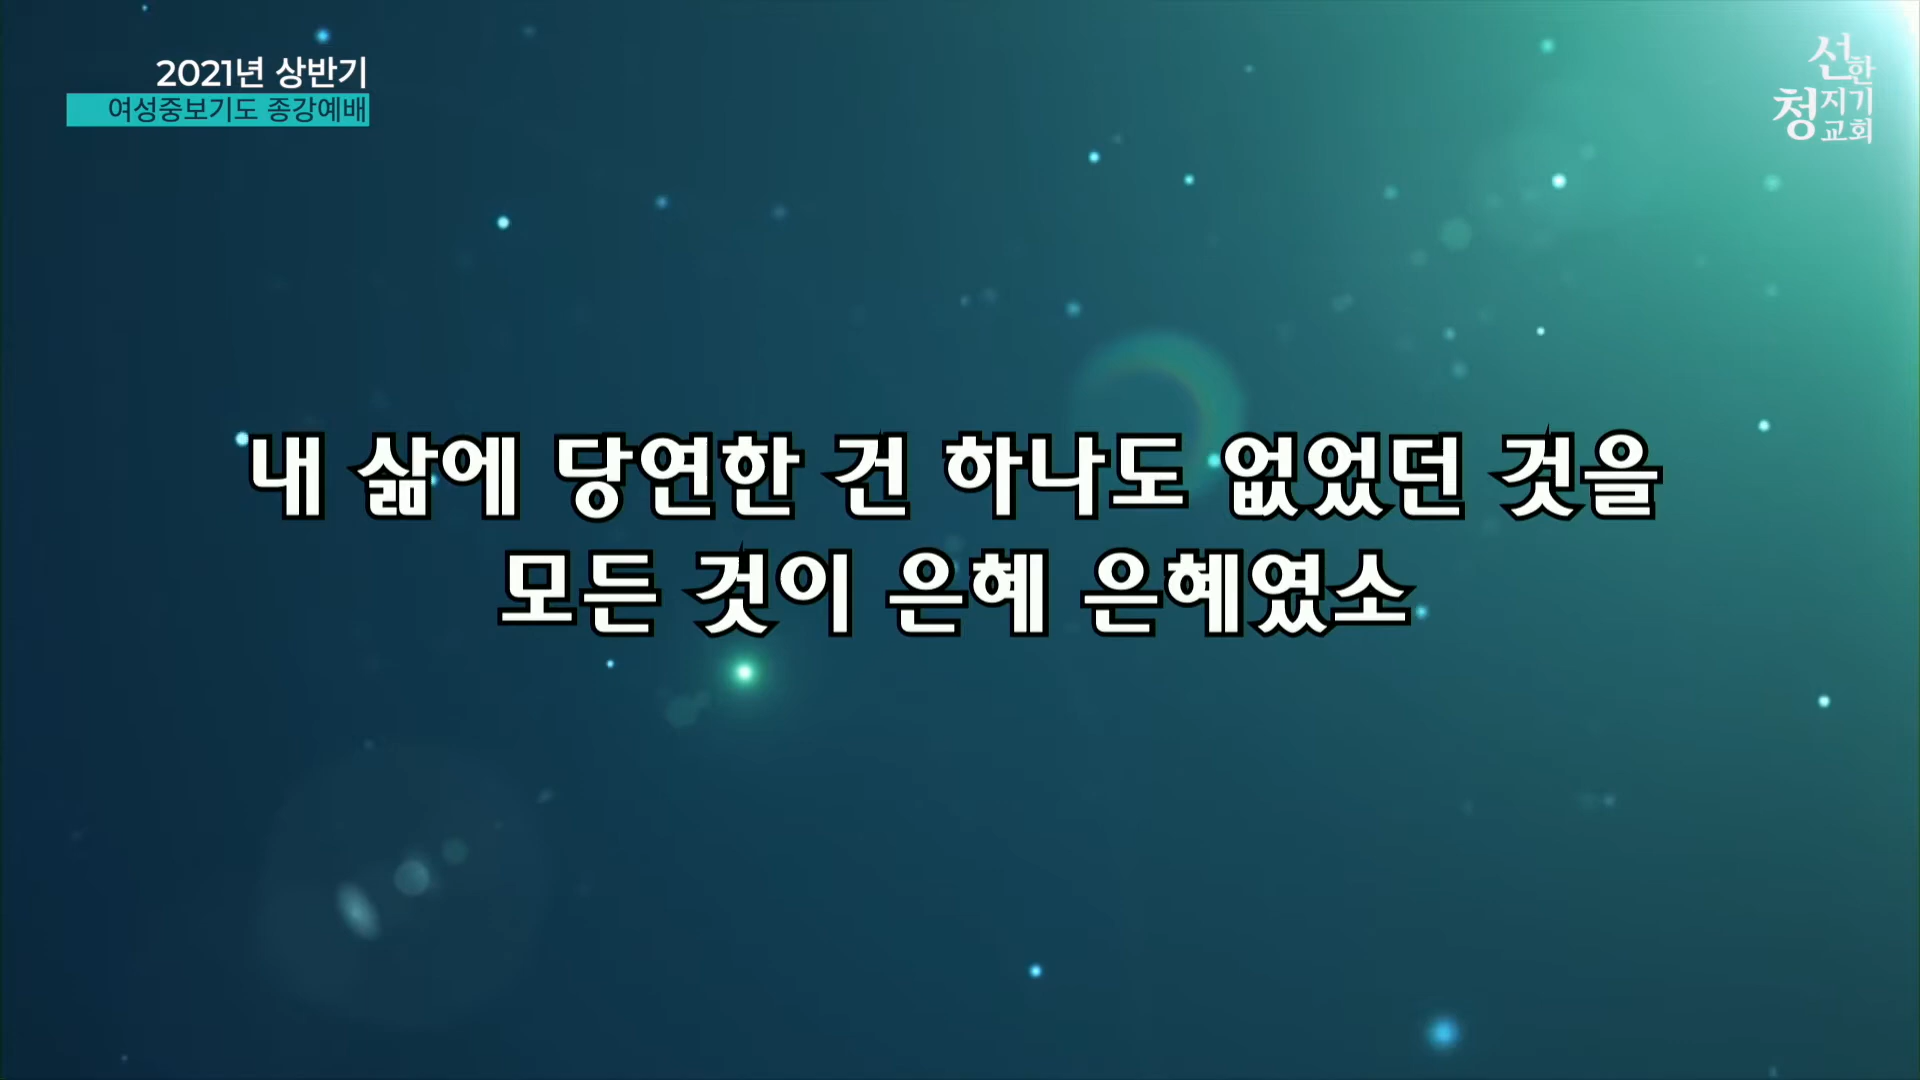 2021년 상반기
여성중보기도 종강예배
선한
청지기
교회
내 삶에 당연한 건 하나도 없었던 것을
모든 것이 은혜 은혜였소